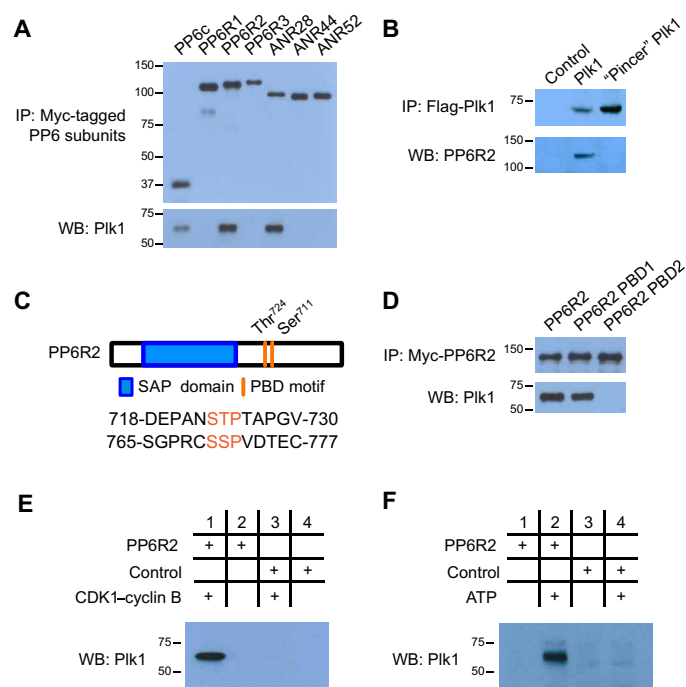 A
PP6c PP6R1 PP6R2 PP6R3 ANR28 ANR44 ANR52
150
100
75
50
37
IP: Myc-tagged
PP6 subunits
75
50
WB: Plk1
B
Control Plk1 "Pincer" Plk1
IP: Flag-Plk1
75
WB: PP6R2
150
100
C
Thr724 Ser711
PP6R2
SAP domain PBD motif
718-DEPANSTPTAPGV-730
765-SGPRCSSPVDTEC-777
D
PP6R2 PP6R2 PBD1 PP6R2 PBD2
IP: Myc-PP6R2
150
WB: Plk1
75
50
E
1 2 3 4
PP6R2 + +
Control + +
CDK1–cyclin B + +
WB: Plk1
75
50
F
1 2 3 4
PP6R2 + +
Control + +
ATP + +
WB: Plk1
75
50